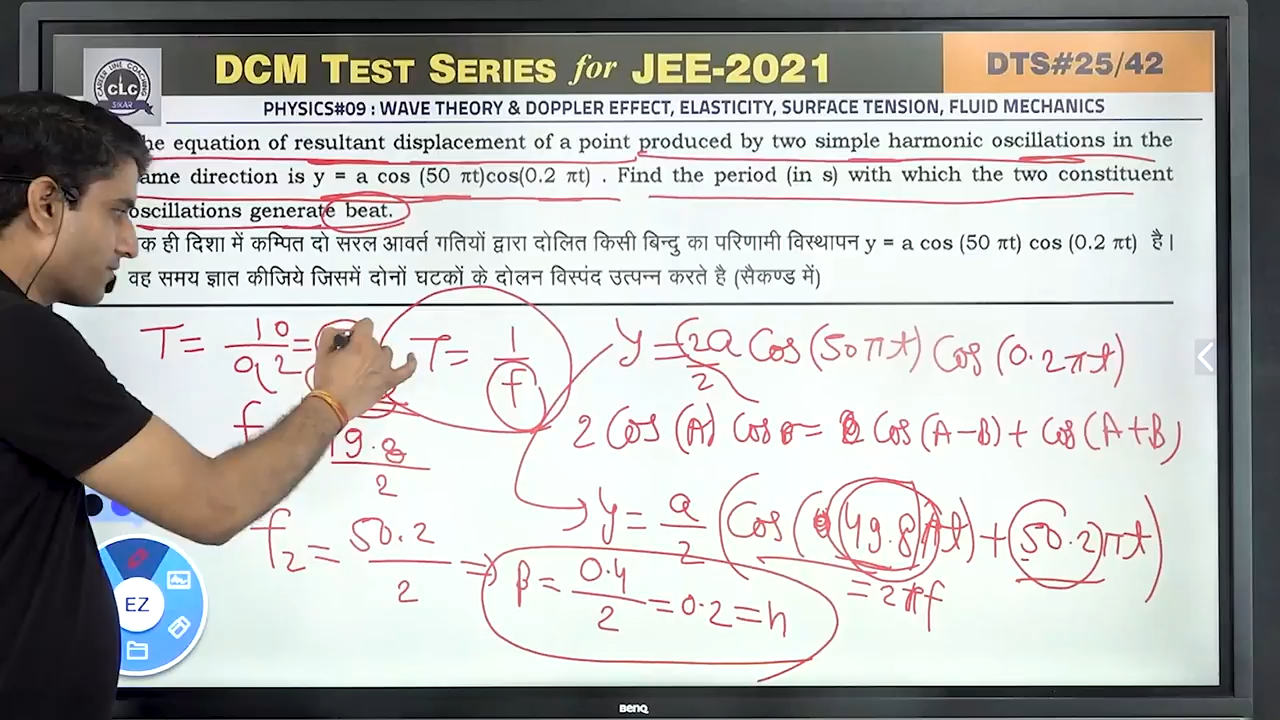 DCM TEST SERIES for JEE-2021
DTS#25/42
CLC
SIKAR
PHYSICS#09 : WAVE THEORY & DOPPLER EFFECT, ELASTICITY, SURFACE TENSION, FLUID MECHANICS
he equation of resultant displacement of a point produced by two simple harmonic oscillations in the
ame direction is y = a cos (50 πt)cos(0.2 πt) . Find the period (in s) with which the two constituent
oscillations generate beat.
क ही दिशा में कम्पित दो सरल आवर्त गतियों द्वारा दोलित किसी बिन्दु का परिणामी विस्थापन y = a cos (50 πt) cos (0.2 πt) है।
वह समय ज्ञात कीजिये जिसमें दोनों घटकों के दोलन विस्पंद उत्पन्न करते है (सैकण्ड में)
T = 10/0.2 =
T = 1/f
y = 2a/2 Cos (50πt) Cos (0.2πt)
2 Cos (A) Cos = Cos (A-B) + Cos (A+B)
f
49.8/2
y = a/2 (Cos (49.8πt) + (50.2πt)
= 2πf
f2 = 50.2/2 =>
β = 0.4/2 = 0.2 = n
EZ
BenQ